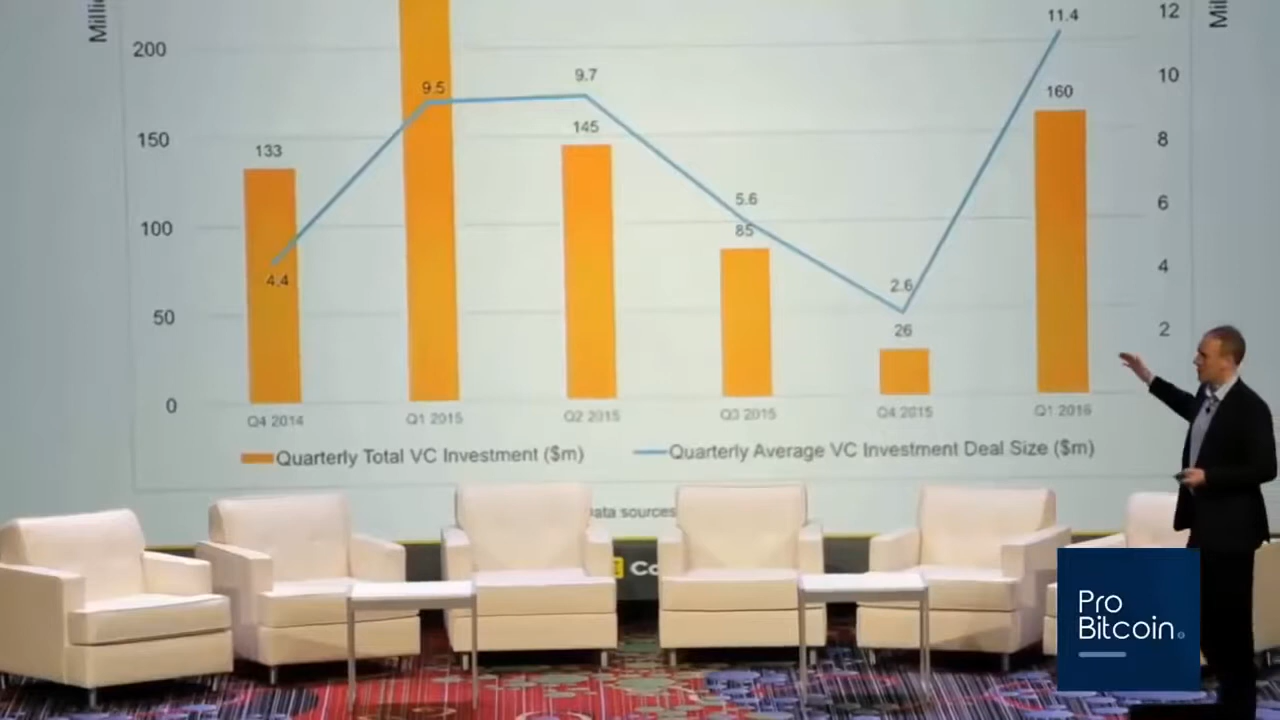 200
150
100
50
0
12
10
8
6
4
2
133
4.4
9.5
9.7
145
5.6
85
2.6
26
11.4
160
Q4 2014
Q1 2015
Q2 2015
Q3 2015
Q4 2015
Q1 2016
Quarterly Total VC Investment ($m)
Quarterly Average VC Investment Deal Size ($m)
sources
Pro
Bitcoin